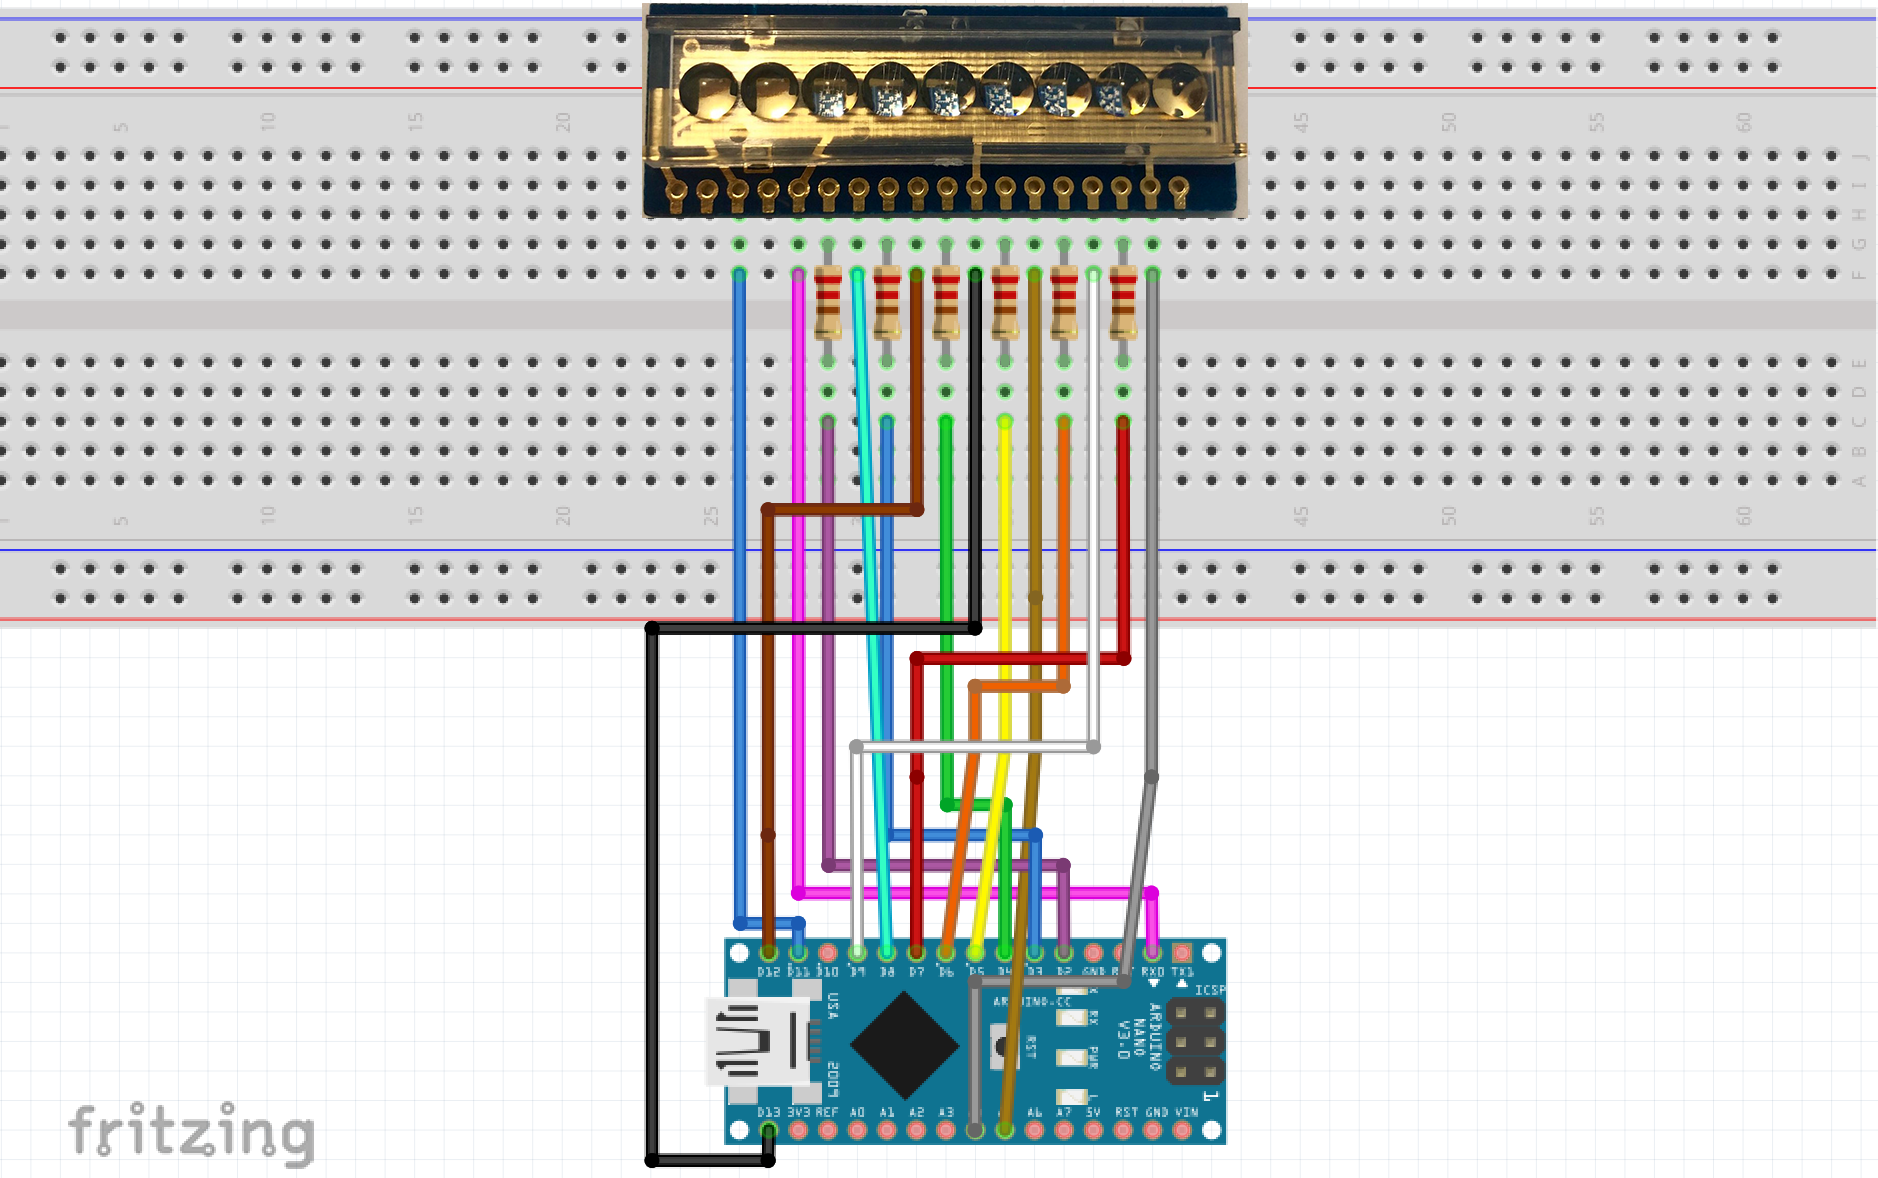 5 10 15 20 45 50 55 60
J
I
H
G
F
E
D
C
B
A
5 10 15 20 25 45 50 55 60
D12 D11 D10 D9 D8 D7 D6 D5 D4 D3 D2 GND RX0 TX1
ICSP
USA
ARDUINO.CC
RX
ARDUINO
NANO
V3.0
RST
PWR
L
2009
1
D13 3V3 REF A0 A1 A2 A3 A6 A7 5V RST GND VIN
fritzing